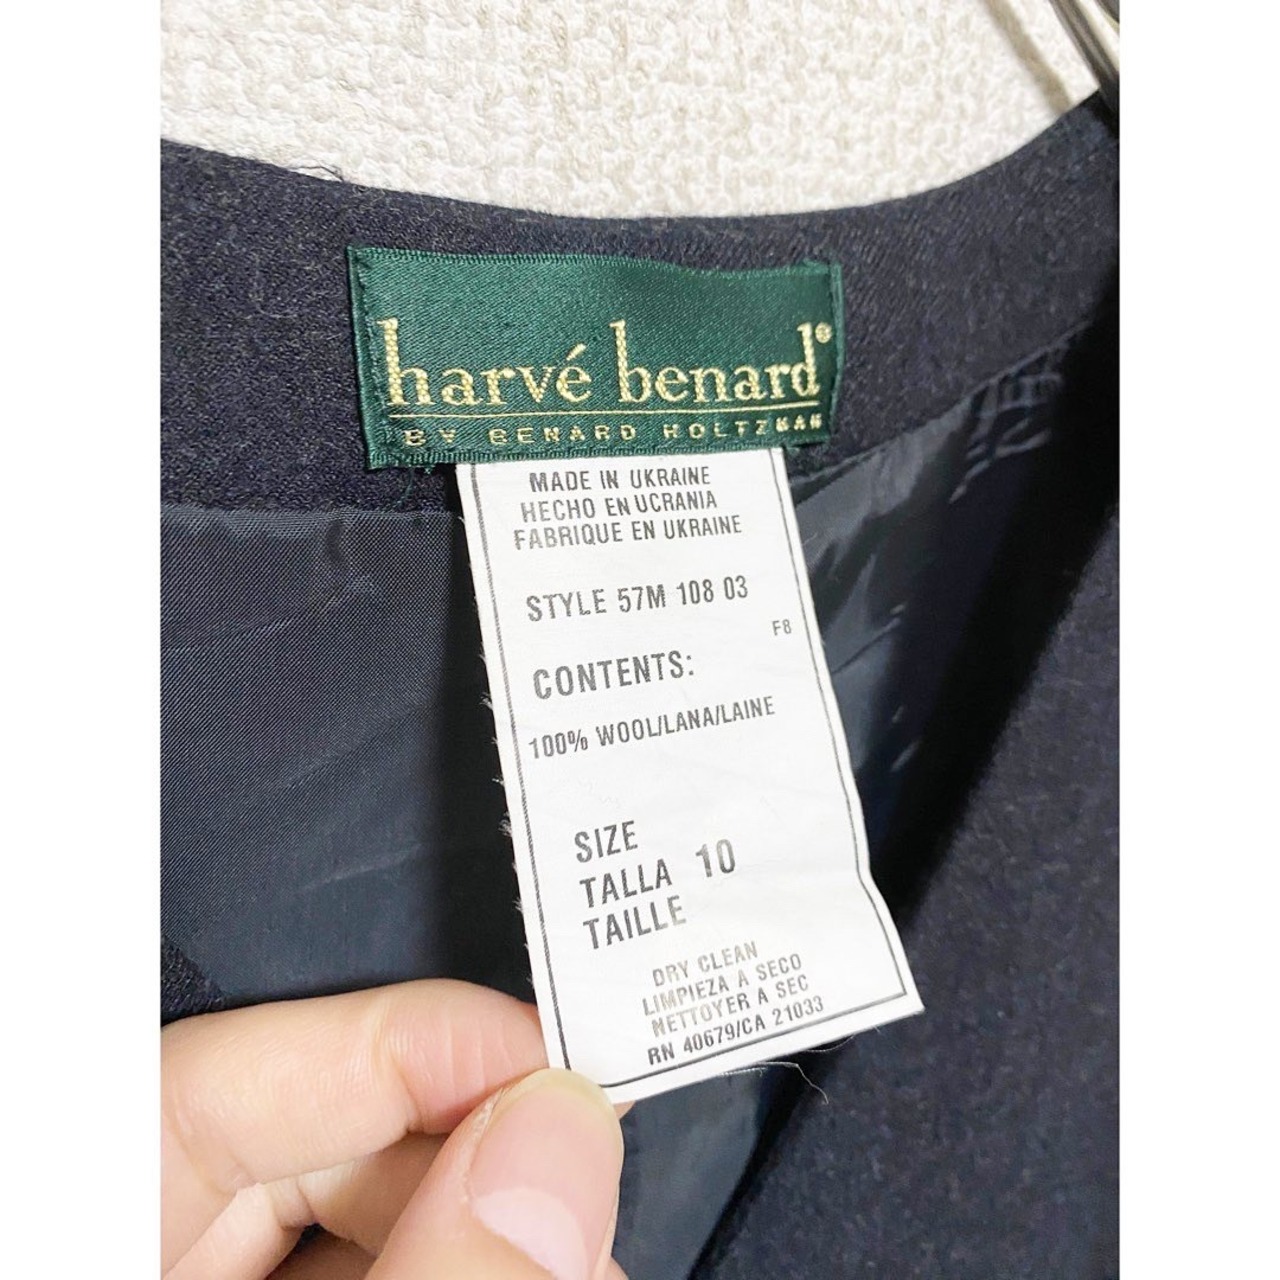 harvé benard®
BY BENARD HOLTZMAN
MADE IN UKRAINE
HECHO EN UCRANIA
FABRIQUE EN UKRAINE
STYLE 57M 108 03
F8
CONTENTS:
100% WOOL/LANA/LAINE
SIZE
TALLA 10
TAILLE
DRY CLEAN
LIMPIEZA A SECO
NETTOYER A SEC
RN 40679/CA 21033